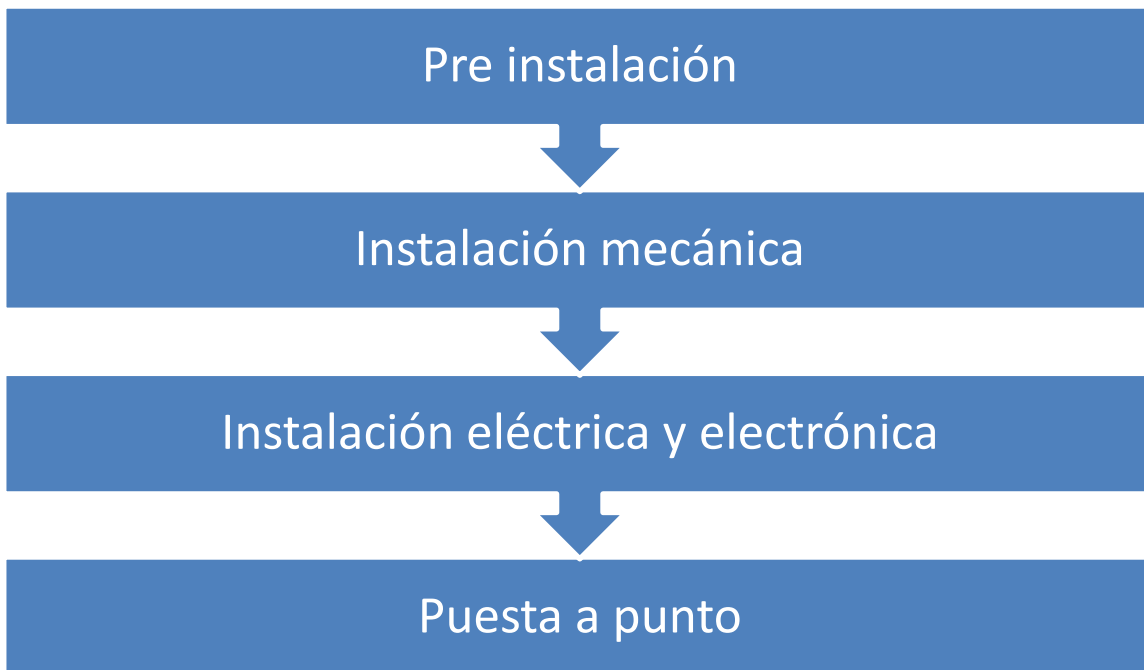 Pre instalación
Instalación mecánica
Instalación eléctrica y electrónica
Puesta a punto